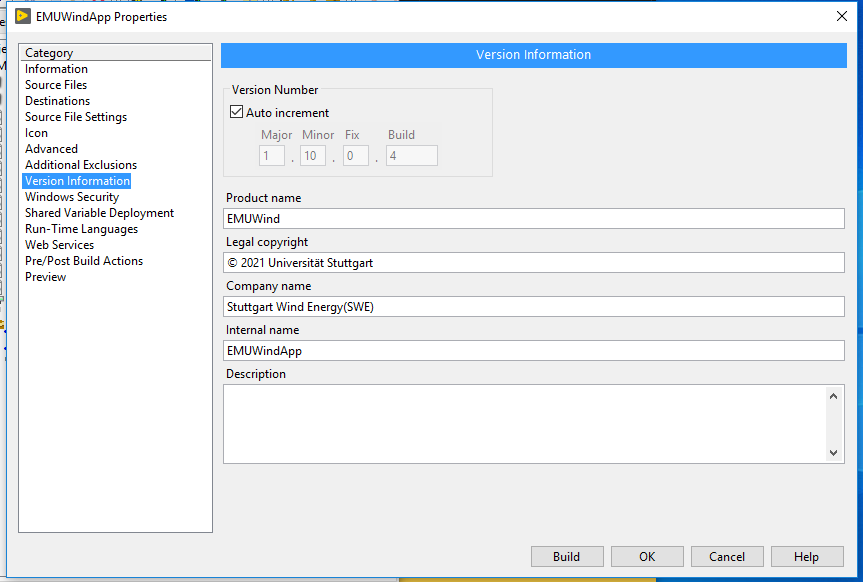 EMUWindApp Properties
Category
Information
Source Files
Destinations
Source File Settings
Icon
Advanced
Additional Exclusions
Version Information
Windows Security
Shared Variable Deployment
Run-Time Languages
Web Services
Pre/Post Build Actions
Preview
Version Information
Version Number
Auto increment
Major Minor Fix Build
1 . 10 . 0 . 4
Product name
EMUWind
Legal copyright
© 2021 Universität Stuttgart
Company name
Stuttgart Wind Energy(SWE)
Internal name
EMUWindApp
Description
Build OK Cancel Help